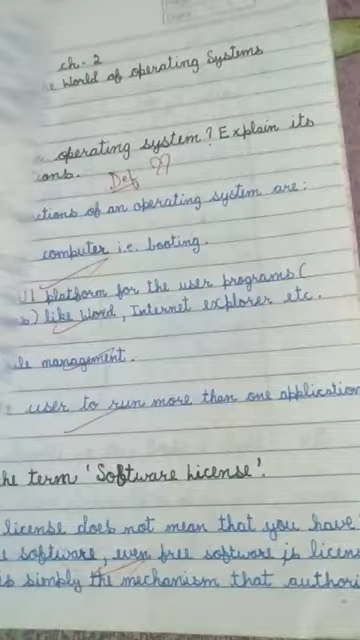 ch- 2
World of operating Systems
operating system? Explain its
ons.
Def ??
ctions of an operating system are:
computer i.e. booting.
platform for the user programs (
b) like Word, Internet explorer etc.
le management.
user to run more than one application
he term 'Software License'.
license does not mean that you have
e software, even free software is licens
is simply the mechanism that authori